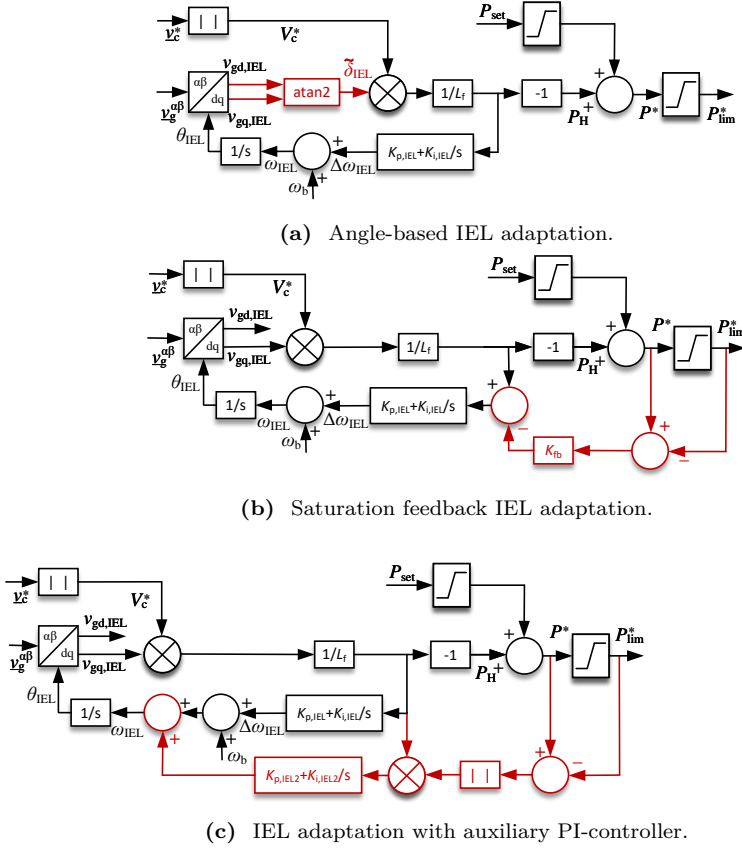 v_c^* | | V_c^* P_set
v_g^αβ αβ dq v_gd,IEL v_gq,IEL atan2 δ̃_IEL 1/L_f -1 P_H + + P^* P_lim^*
θ_IEL 1/s ω_IEL + Δω_IEL K_p,IEL+K_i,IEL/s
ω_b +
(a) Angle-based IEL adaptation.
v_c^* | | V_c^* P_set
v_g^αβ αβ dq v_gd,IEL v_gq,IEL 1/L_f -1 P_H + + P^* P_lim^*
θ_IEL 1/s ω_IEL + Δω_IEL K_p,IEL+K_i,IEL/s + −
ω_b + K_fb + −
(b) Saturation feedback IEL adaptation.
v_c^* | | V_c^* P_set
v_g^αβ αβ dq v_gd,IEL v_gq,IEL 1/L_f -1 P_H + + P^* P_lim^*
θ_IEL 1/s ω_IEL + + Δω_IEL K_p,IEL+K_i,IEL/s
+ ω_b K_p,IEL2+K_i,IEL2/s | | + −
(c) IEL adaptation with auxiliary PI-controller.